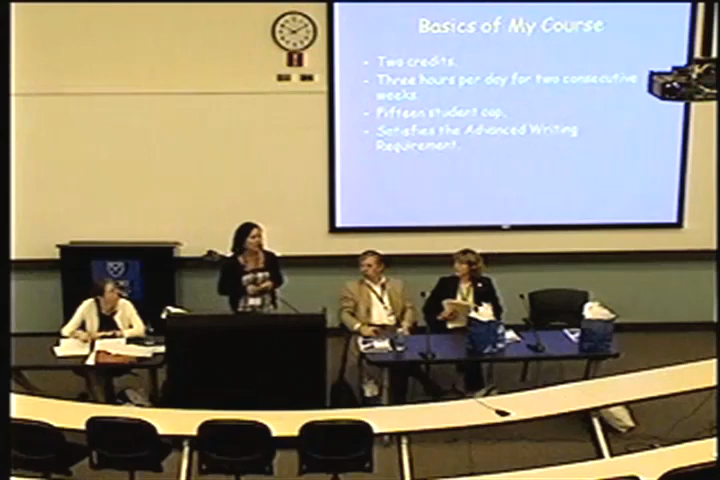 Basics of My Course
- Two credits.
- Three hours per day for two consecutive
weeks.
- Fifteen student cap.
- Satisfies the Advanced Writing
Requirement.